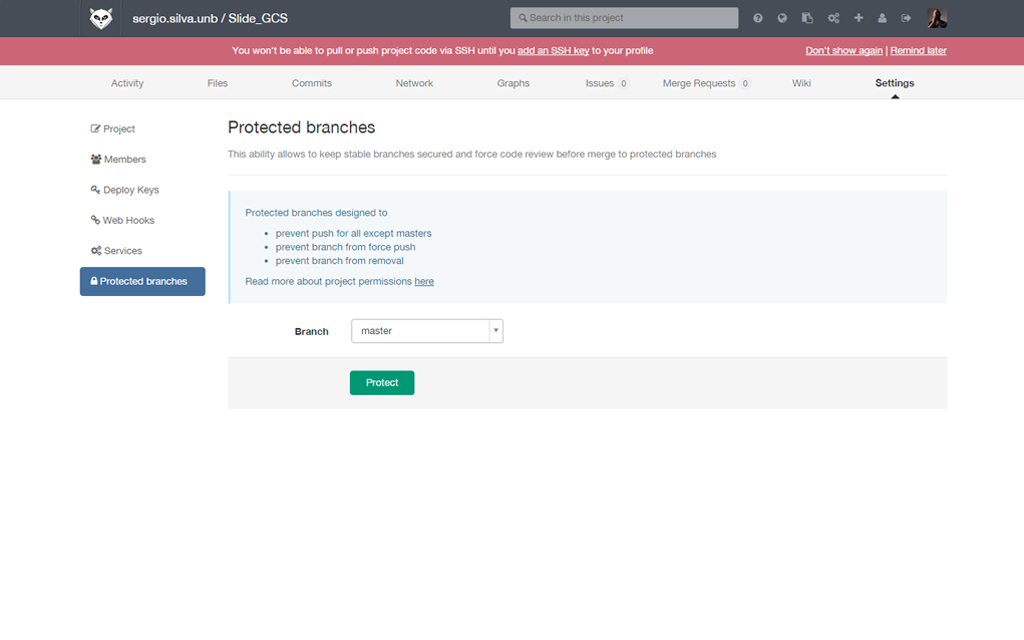 sergio.silva.unb / Slide_GCS
Search in this project
You won't be able to pull or push project code via SSH until you add an SSH key to your profile
Don't show again | Remind later
Activity
Files
Commits
Network
Graphs
Issues 0
Merge Requests 0
Wiki
Settings
Project
Members
Deploy Keys
Web Hooks
Services
Protected branches
Protected branches
This ability allows to keep stable branches secured and force code review before merge to protected branches
Protected branches designed to
• prevent push for all except masters
• prevent branch from force push
• prevent branch from removal
Read more about project permissions here
Branch
master
Protect